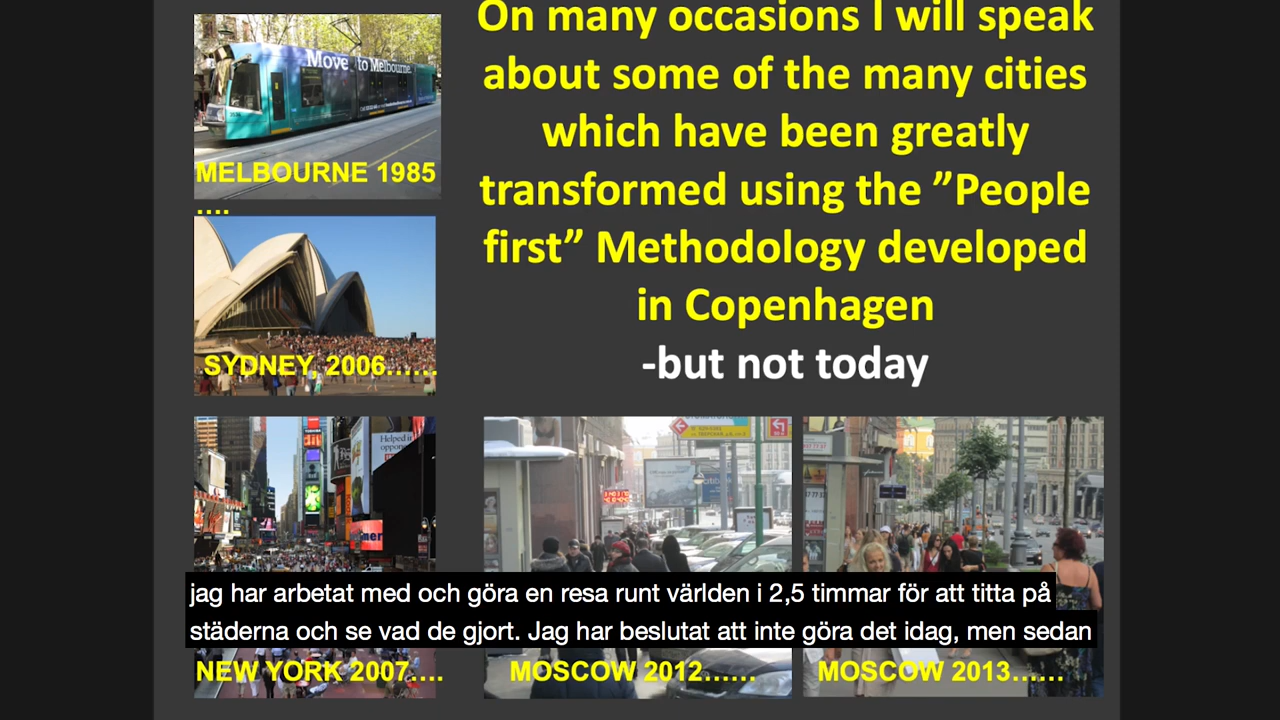 On many occasions I will speak
about some of the many cities
which have been greatly
transformed using the ”People
first” Methodology developed
in Copenhagen
-but not today
Move to Melbourne.
MELBOURNE 1985
....
SYDNEY, 2006......
NEW YORK 2007....
MOSCOW 2012......
MOSCOW 2013......
jag har arbetat med och göra en resa runt världen i 2,5 timmar för att titta på
städerna och se vad de gjort. Jag har beslutat att inte göra det idag, men sedan